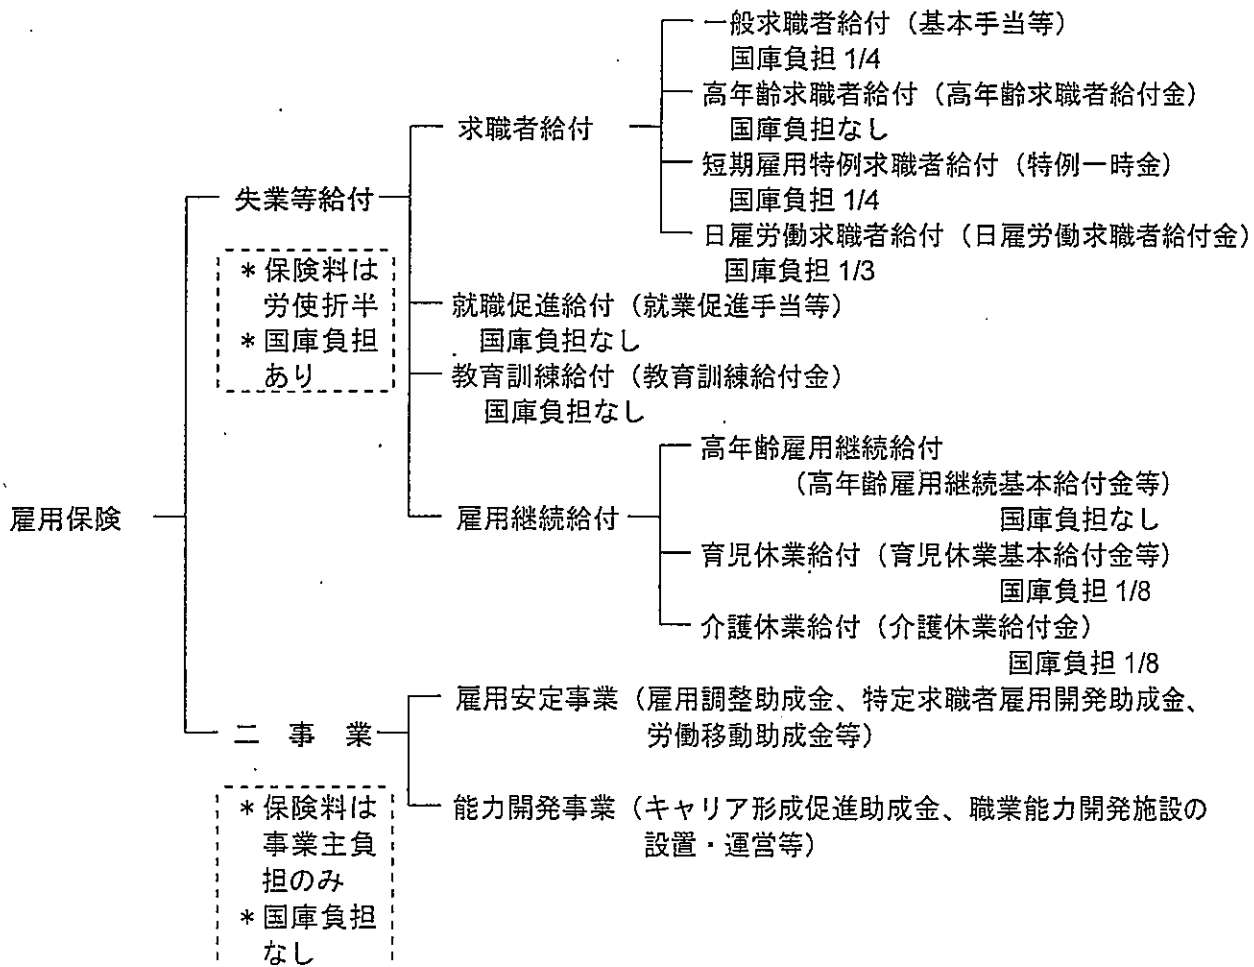 一般求職者給付（基本手当等）
国庫負担 1/4
高年齢求職者給付（高年齢求職者給付金）
国庫負担なし
求職者給付
短期雇用特例求職者給付（特例一時金）
国庫負担 1/4
失業等給付
日雇労働求職者給付（日雇労働求職者給付金）
国庫負担 1/3
＊保険料は
労使折半
＊国庫負担
あり
就職促進給付（就業促進手当等）
国庫負担なし
教育訓練給付（教育訓練給付金）
国庫負担なし
高年齢雇用継続給付
（高年齢雇用継続基本給付金等）
国庫負担なし
雇用保険
雇用継続給付
育児休業給付（育児休業基本給付金等）
国庫負担 1/8
介護休業給付（介護休業給付金）
国庫負担 1/8
雇用安定事業（雇用調整助成金、特定求職者雇用開発助成金、
労働移動助成金等）
二 事 業
＊保険料は
事業主負
担のみ
＊国庫負担
なし
能力開発事業（キャリア形成促進助成金、職業能力開発施設の
設置・運営等）